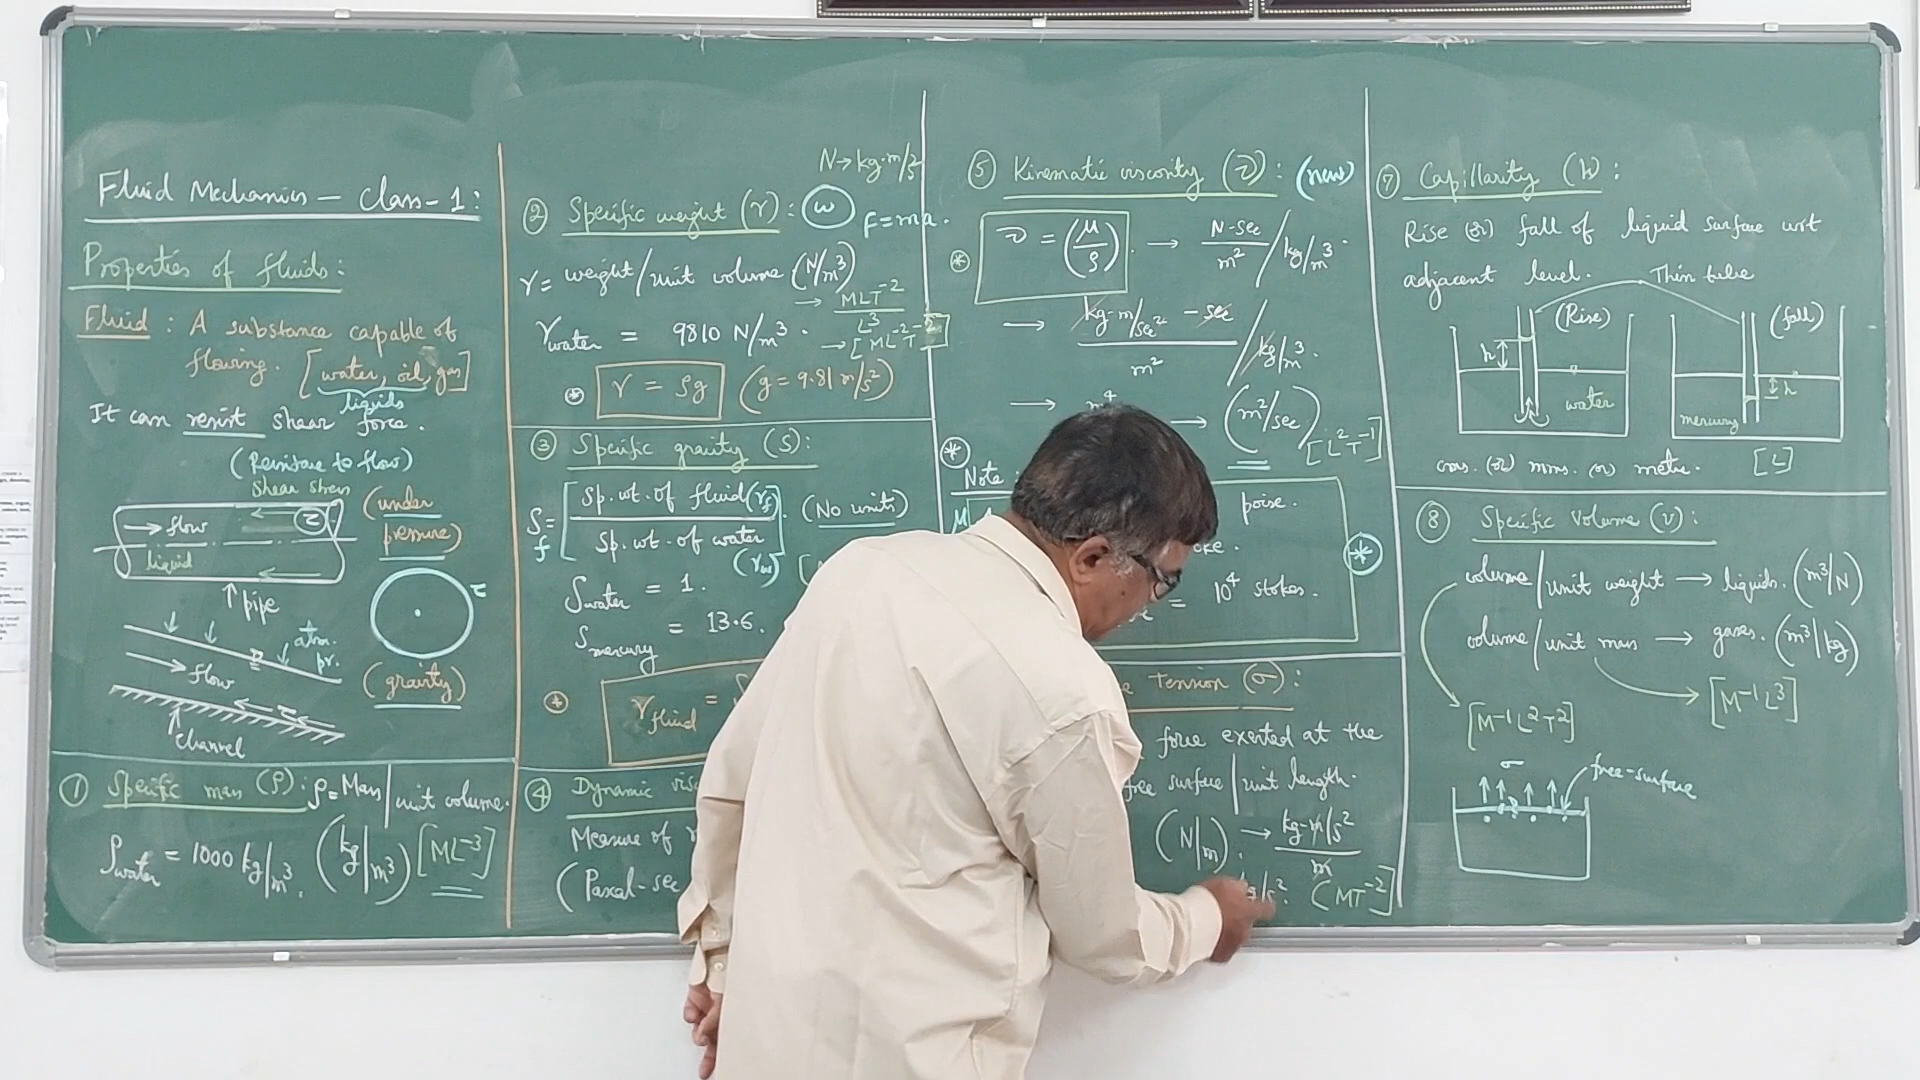 Fluid Mechanics – Class-1:
Properties of fluids:
Fluid : A substance capable of
flowing. [water, oil, gas]
liquids
It can resist shear force.
(Resistance to flow)
shear stress
→ flow
τ
liquid
(under
pressure)
↑ pipe
τ
atm.
pr.
→ flow
τ
channel
(gravity)
① Specific mass (ρ): ρ = Mass/unit volume.
ρwater = 1000 kg/m³. (kg/m³) [ML⁻³]
N→kg·m/s²
② Specific weight (γ): ω
F=ma.
γ = weight/unit volume (N/m³)
→ MLT⁻²/L³
γwater = 9810 N/m³.
→ [ML⁻²T⁻²]
* γ = ρg (g = 9.81 m/s²)
③ Specific gravity (S):
Sf = [Sp. wt. of fluid (γf) / Sp. wt. of water (γw)]. (No units)
Swater = 1.
Smercury = 13.6.
* γfluid =
④ Dynamic
Measure of
(Pascal-sec
⑤ Kinematic viscosity (ν): (new)
* ν = (μ/ρ). → N-sec/m² / kg/m³.
→ kg-m/sec² - sec / m² / kg/m³.
→ (m²/sec)
[L²T⁻¹]
* Note :
μ
poise.
= 10⁴ stokes. *
Tension (σ):
force exerted at the
free surface/unit length.
(N/m). → kg-m/s² / m
kg/s². [MT⁻²]
⑦ Capillarity (h):
Rise (or) fall of liquid surface wrt
adjacent level. Thin tube
(Rise)
h
water
(fall)
h
mercury
cms. (or) mms. (or) metre. [L]
⑧ Specific Volume (v):
volume/unit weight → liquids. (m³/N)
volume/unit mass → gases. (m³/kg)
[M⁻¹L³]
[M⁻¹L²T²]
σ
free-surface